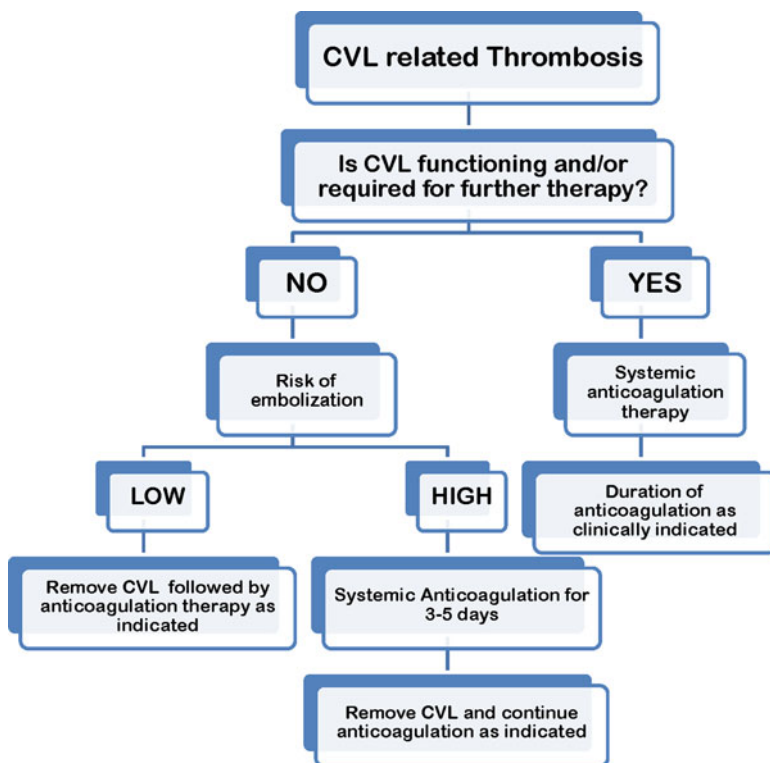 CVL related Thrombosis
Is CVL functioning and/or
required for further therapy?
NO
YES
Risk of
embolization
Systemic
anticoagulation
therapy
LOW
HIGH
Duration of
anticoagulation as
clinically indicated
Remove CVL followed by
anticoagulation therapy as
indicated
Systemic Anticoagulation for
3-5 days
Remove CVL and continue
anticoagulation as indicated